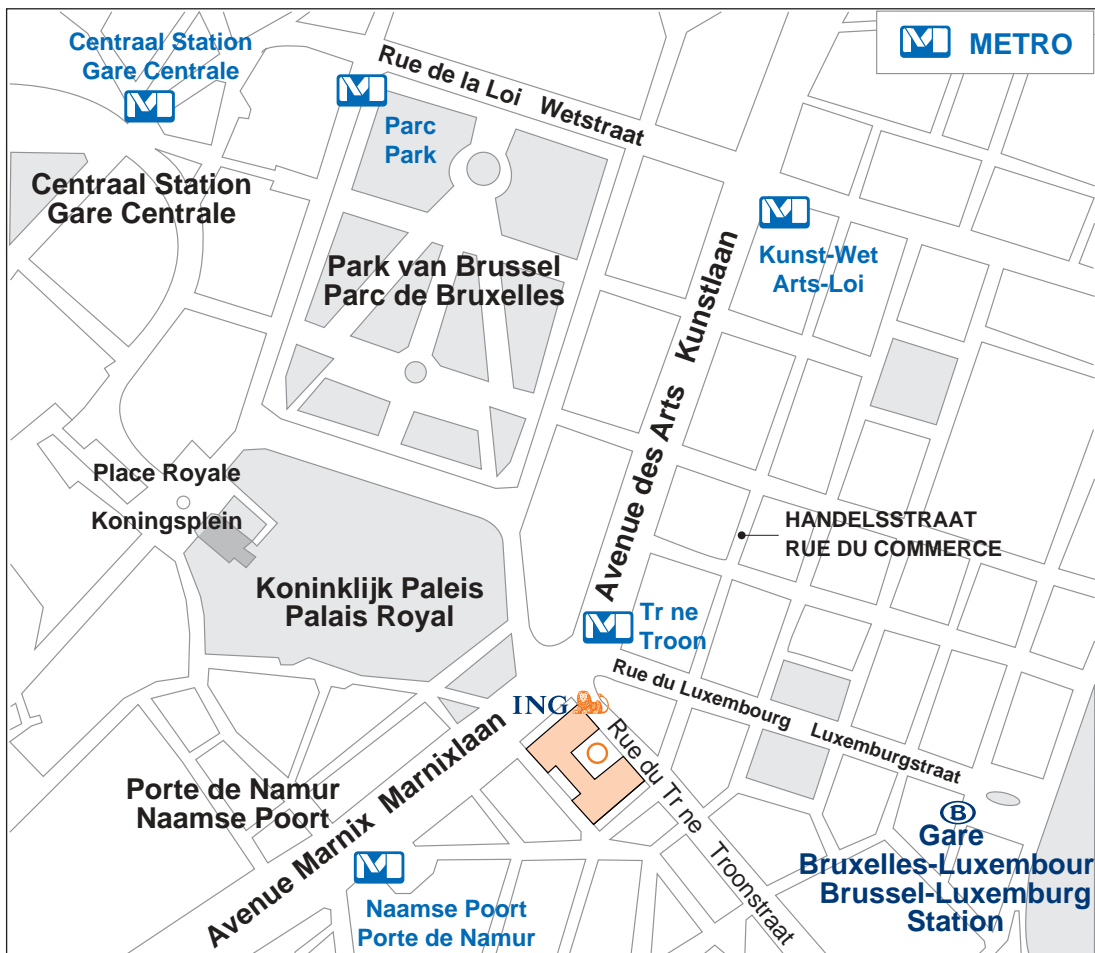 Centraal Station
Gare Centrale
METRO
Rue de la Loi Wetstraat
Parc
Park
Centraal Station
Gare Centrale
Kunst-Wet
Arts-Loi
Park van Brussel
Parc de Bruxelles
Avenue des Arts Kunstlaan
Place Royale
Koningsplein
HANDELSSTRAAT
RUE DU COMMERCE
Koninklijk Paleis
Palais Royal
Tr ne
Troon
Rue du Luxembourg Luxemburgstraat
ING
Rue du Tr ne Troonstraat
Avenue Marnix Marnixlaan
Porte de Namur
Naamse Poort
B
Gare
Bruxelles-Luxembour
Brussel-Luxemburg
Station
Naamse Poort
Porte de Namur